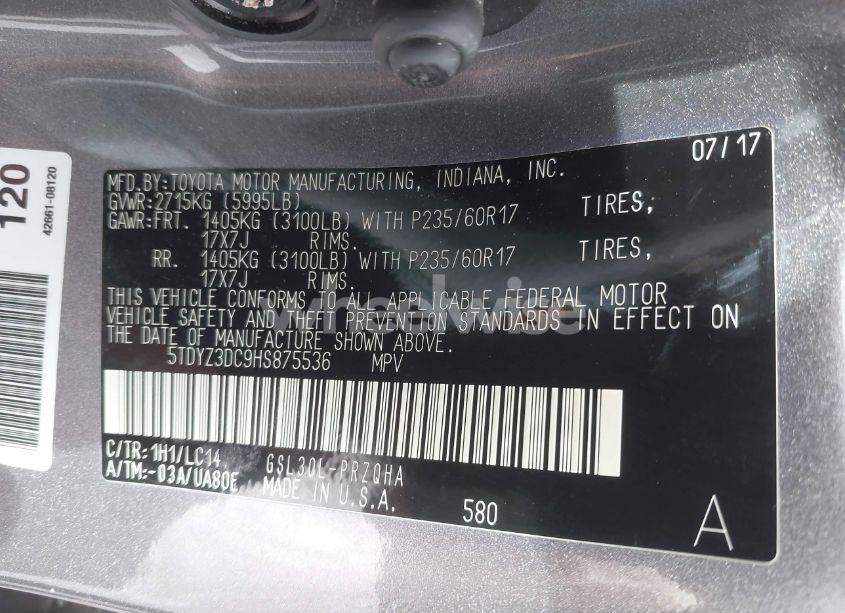 120
42661-08120
07/17
MFD.BY:TOYOTA MOTOR MANUFACTURING, INDIANA, INC.
GVWR:2715KG (5995LB)
GAWR:FRT. 1405KG (3100LB) WITH P235/60R17 TIRES,
17X7J RIMS.
RR. 1405KG (3100LB) WITH P235/60R17 TIRES,
17X7J RIMS.
THIS VEHICLE CONFORMS TO ALL APPLICABLE FEDERAL MOTOR
VEHICLE SAFETY AND THEFT PREVENTION STANDARDS IN EFFECT ON
THE DATE OF MANUFACTURE SHOWN ABOVE.
5TDYZ3DC9HS875536 MPV
C/TR:1H1/LC14 GSL30L-PRZQHA
A/TM:-03A/UA80E MADE IN U.S.A.
580
A